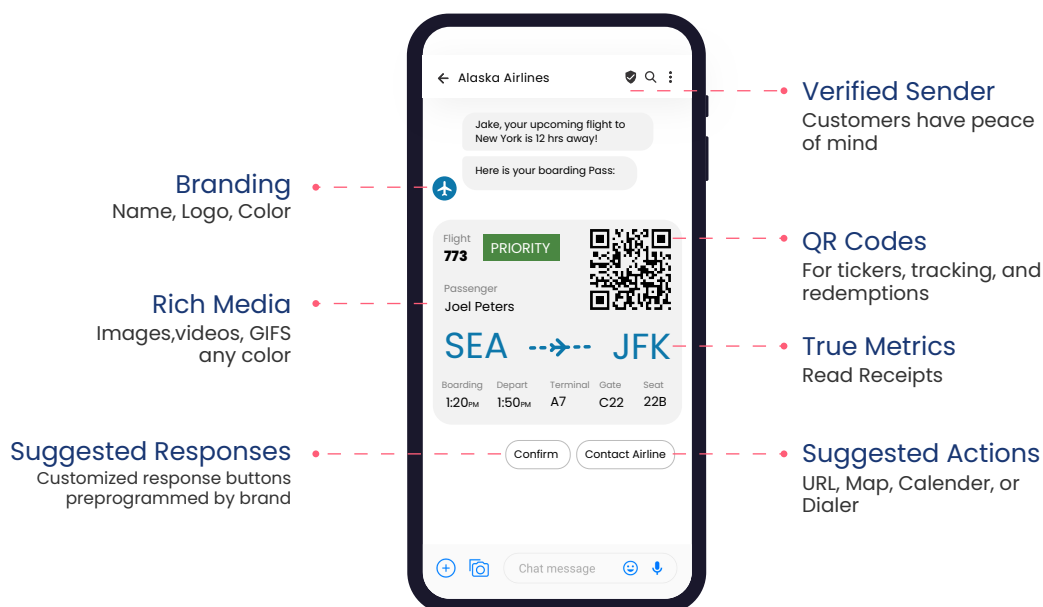 Alaska Airlines
Jake, your upcoming flight to
New York is 12 hrs away!
Here is your boarding Pass:
Flight
773
PRIORITY
Passenger
Joel Peters
SEA
JFK
Boarding Depart Terminal Gate Seat
1:20PM 1:50PM A7 C22 22B
Confirm
Contact Airline
Chat message
Branding
Name, Logo, Color
Rich Media
Images,videos, GIFS
any color
Suggested Responses
Customized response buttons
preprogrammed by brand
Verified Sender
Customers have peace
of mind
QR Codes
For tickers, tracking, and
redemptions
True Metrics
Read Receipts
Suggested Actions
URL, Map, Calender, or
Dialer